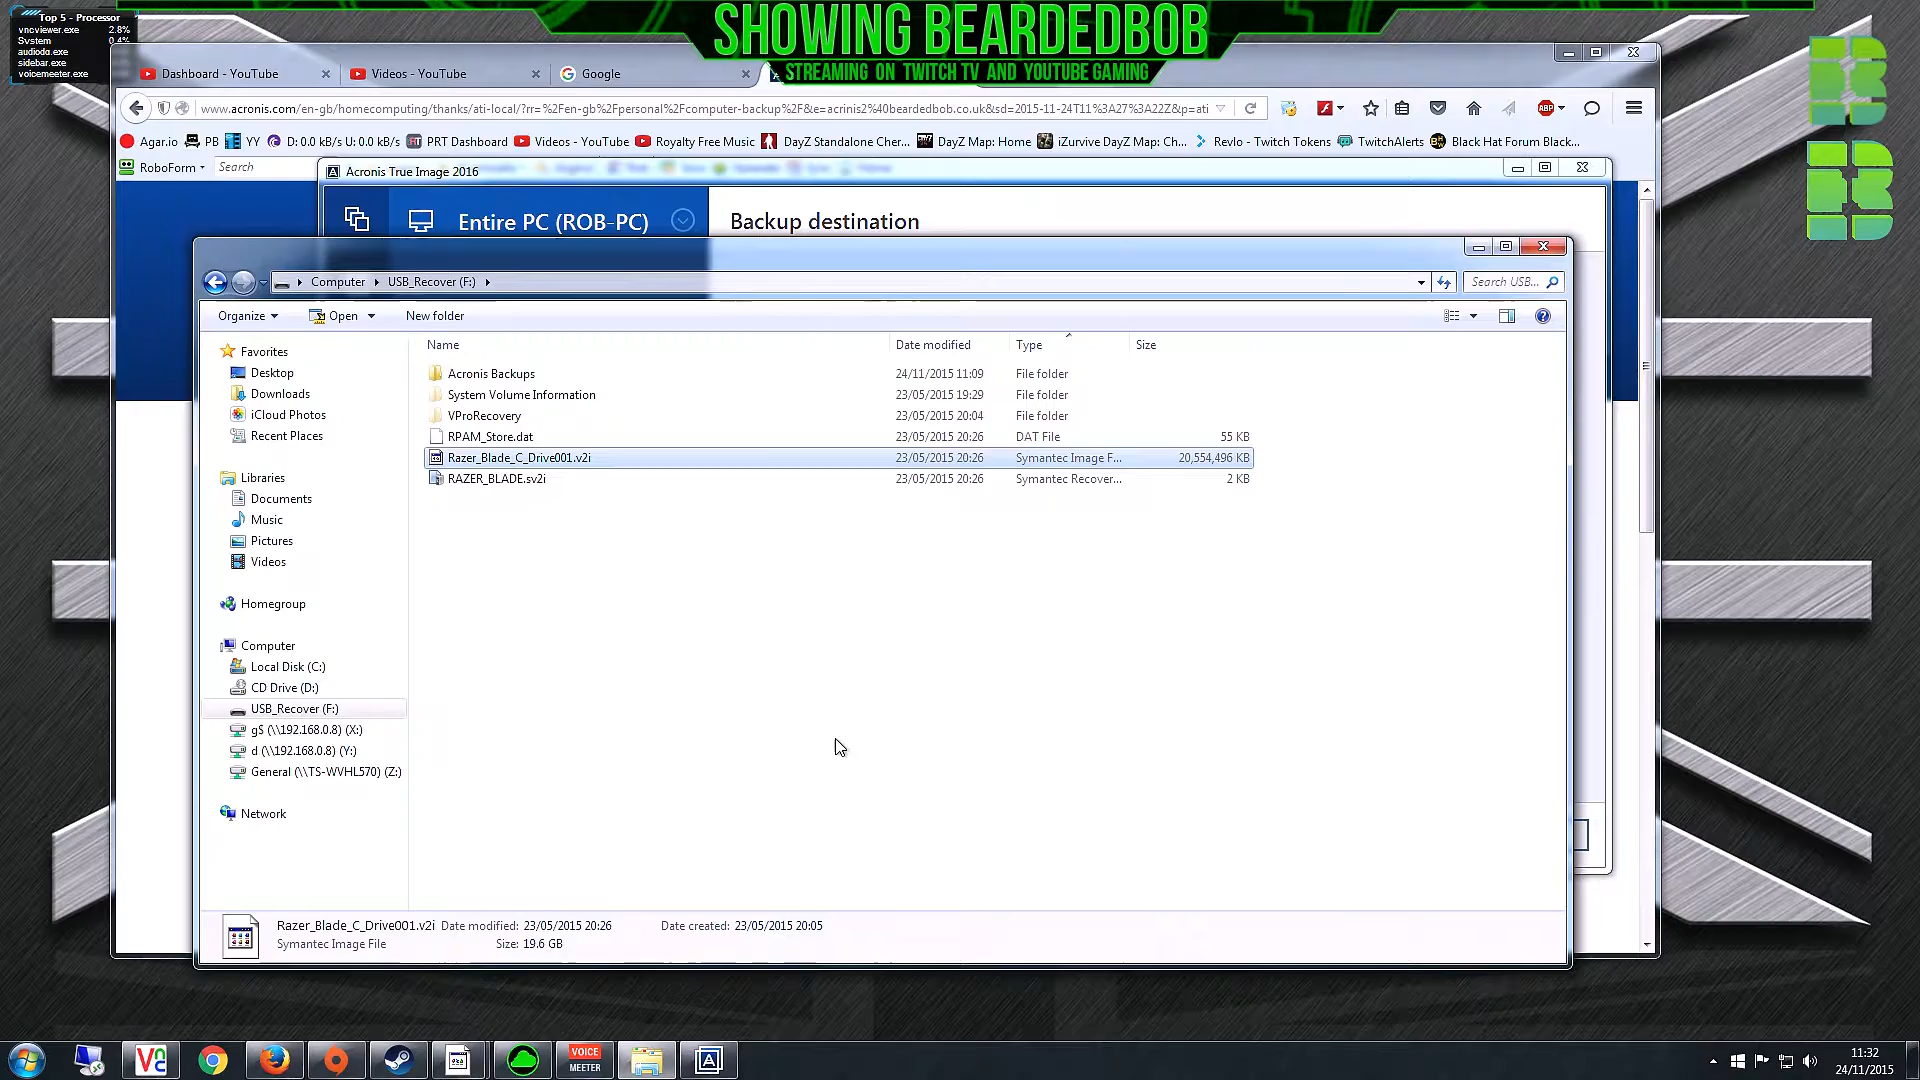 Top 5 - Processor
vncviewer.exe 2.8%
System 0.4%
audiodg.exe
sidebar.exe
voicemeeter.exe
SHOWING BEARDEDBOB
STREAMING ON TWITCH TV AND YOUTUBE GAMING
Dashboard - YouTube
Videos - YouTube
Google
www.acronis.com/en-gb/homecomputing/thanks/ati-local/?rr=%2Fen-gb%2Fpersonal%2Fcomputer-backup%2F&e=acrinis2%40beardedbob.co.uk&sd=2015-11-24T11%3A27%3A22Z&p=ati
ABP
Agar.io PB YY D: 0.0 kB/s U: 0.0 kB/s PRT Dashboard Videos - YouTube Royalty Free Music DayZ Standalone Cher... DayZ Map: Home iZurvive DayZ Map: Ch... Revlo - Twitch Tokens TwitchAlerts Black Hat Forum Black...
RoboForm Search
Acronis True Image 2016
Entire PC (ROB-PC) Backup destination
Computer USB_Recover (F:) Search USB...
Organize Open New folder
Name Date modified Type Size
Favorites
Desktop
Downloads
iCloud Photos
Recent Places
Libraries
Documents
Music
Pictures
Videos
Homegroup
Computer
Local Disk (C:)
CD Drive (D:)
USB_Recover (F:)
gS (\\192.168.0.8) (X:)
d (\\192.168.0.8) (Y:)
General (\\TS-WVHL570) (Z:)
Network
Acronis Backups 24/11/2015 11:09 File folder
System Volume Information 23/05/2015 19:29 File folder
VProRecovery 23/05/2015 20:04 File folder
RPAM_Store.dat 23/05/2015 20:26 DAT File 55 KB
Razer_Blade_C_Drive001.v2i 23/05/2015 20:26 Symantec Image F... 20,554,496 KB
RAZER_BLADE.sv2i 23/05/2015 20:26 Symantec Recover... 2 KB
Razer_Blade_C_Drive001.v2i Date modified: 23/05/2015 20:26 Date created: 23/05/2015 20:05
Symantec Image File Size: 19.6 GB
VOICE
MEETER
11:32
24/11/2015